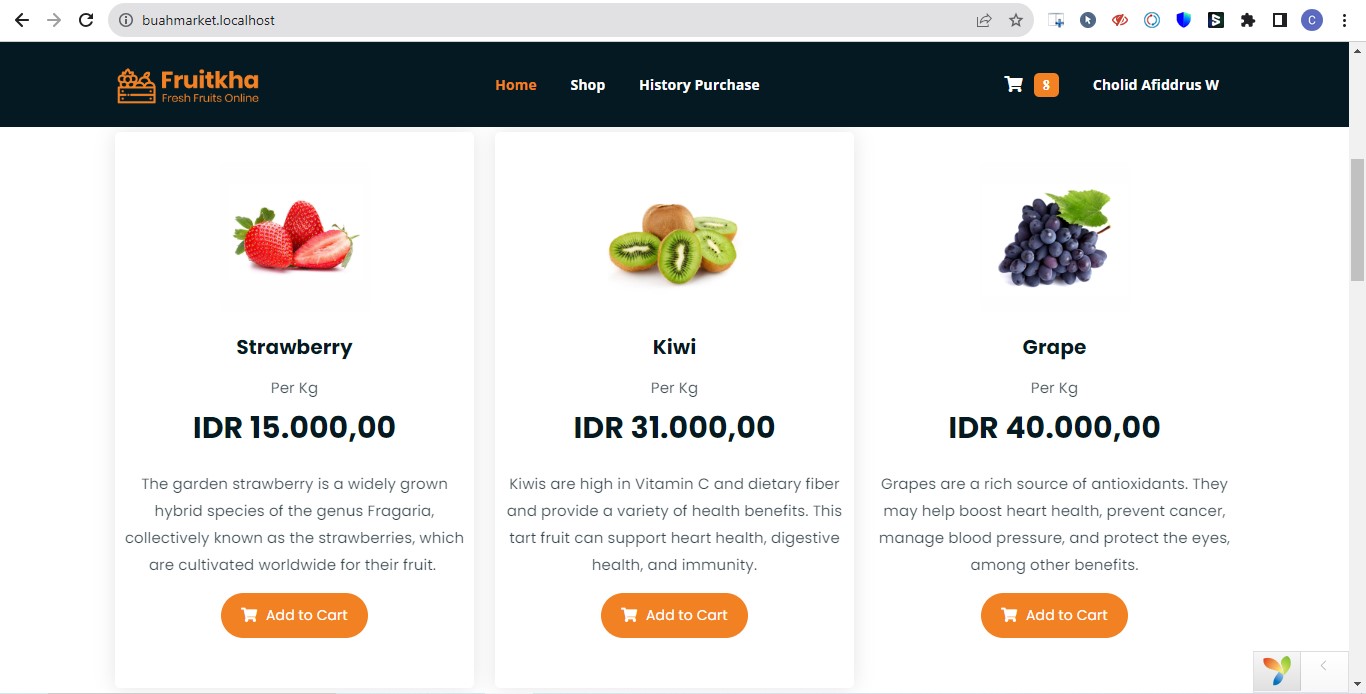 buahmarket.localhost
C
Fruitkha
Fresh Fruits Online
Home
Shop
History Purchase
8
Cholid Afiddrus W
Strawberry
Per Kg
IDR 15.000,00
The garden strawberry is a widely grown
hybrid species of the genus Fragaria,
collectively known as the strawberries, which
are cultivated worldwide for their fruit.
Add to Cart
Kiwi
Per Kg
IDR 31.000,00
Kiwis are high in Vitamin C and dietary fiber
and provide a variety of health benefits. This
tart fruit can support heart health, digestive
health, and immunity.
Add to Cart
Grape
Per Kg
IDR 40.000,00
Grapes are a rich source of antioxidants. They
may help boost heart health, prevent cancer,
manage blood pressure, and protect the eyes,
among other benefits.
Add to Cart